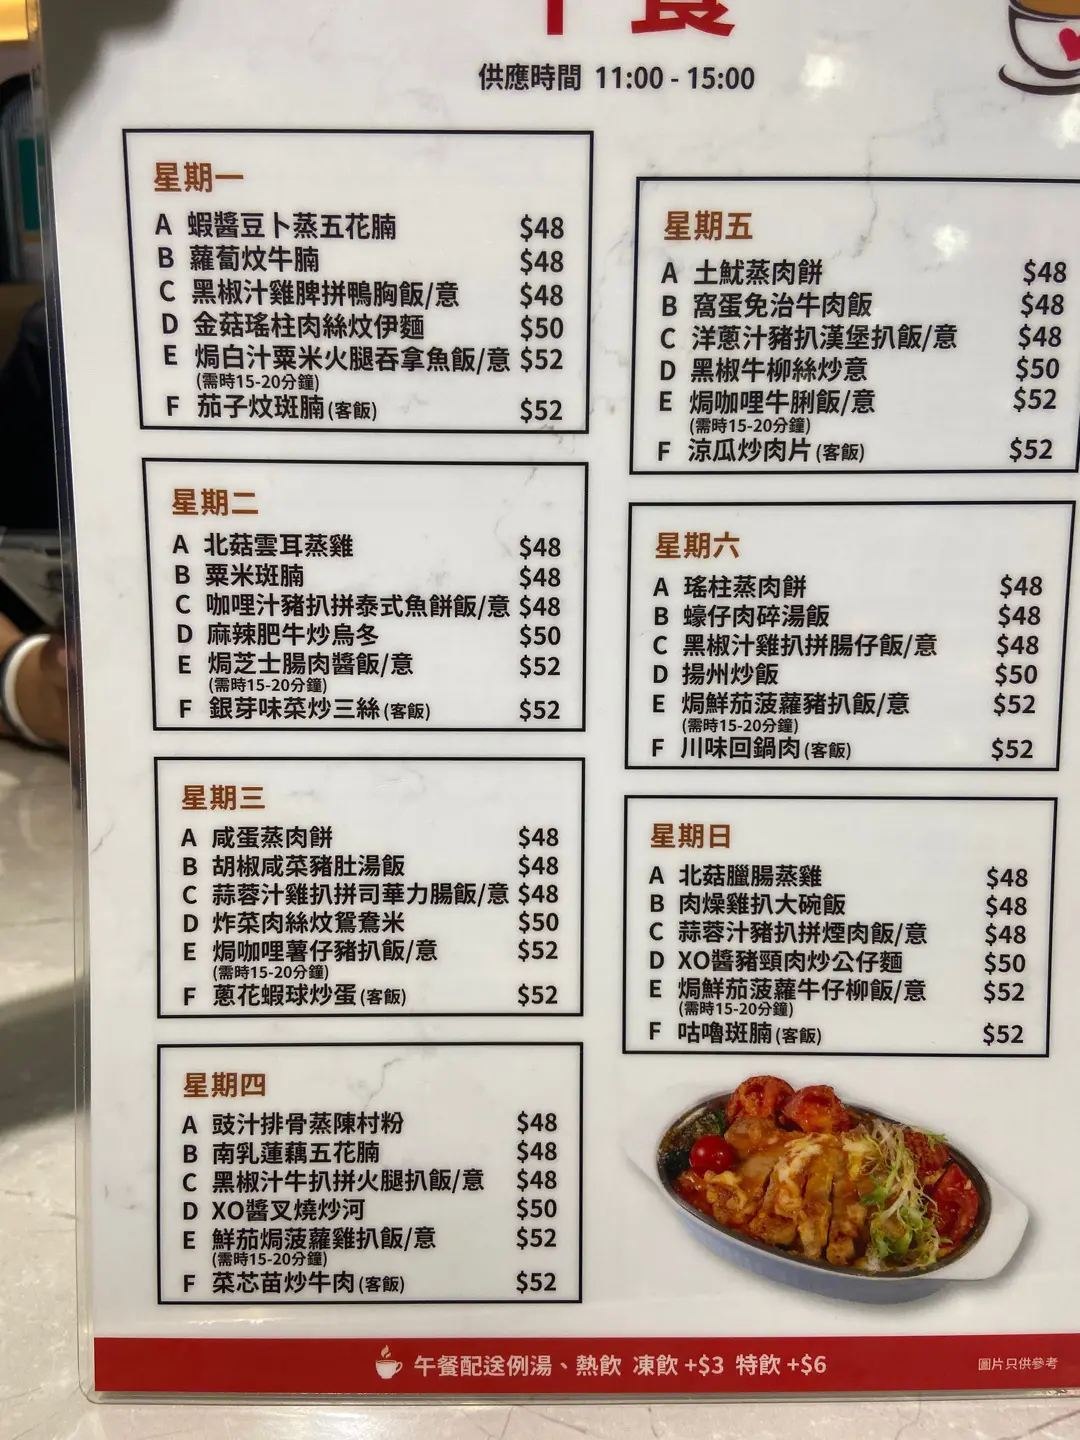 午餐
供應時間 11:00 - 15:00
星期一
A 蝦醬豆卜蒸五花腩 $48
B 蘿蔔炆牛腩 $48
C 黑椒汁雞脾拼鴨胸飯/意 $48
D 金菇瑤柱肉絲炆伊麵 $50
E 焗白汁粟米火腿吞拿魚飯/意 $52
(需時15-20分鐘)
F 茄子炆斑腩(客飯) $52
星期二
A 北菇雲耳蒸雞 $48
B 粟米斑腩 $48
C 咖喱汁豬扒拼泰式魚餅飯/意 $48
D 麻辣肥牛炒烏冬 $50
E 焗芝士腸肉醬飯/意 $52
(需時15-20分鐘)
F 銀芽味菜炒三絲(客飯) $52
星期三
A 咸蛋蒸肉餅 $48
B 胡椒咸菜豬肚湯飯 $48
C 蒜蓉汁雞扒拼司華力腸飯/意 $48
D 炸菜肉絲炆鴛鴦米 $50
E 焗咖喱薯仔豬扒飯/意 $52
(需時15-20分鐘)
F 蔥花蝦球炒蛋(客飯) $52
星期四
A 豉汁排骨蒸陳村粉 $48
B 南乳蓮藕五花腩 $48
C 黑椒汁牛扒拼火腿扒飯/意 $48
D XO醬叉燒炒河 $50
E 鮮茄焗菠蘿雞扒飯/意 $52
(需時15-20分鐘)
F 菜芯苗炒牛肉(客飯) $52
星期五
A 土魷蒸肉餅 $48
B 窩蛋免治牛肉飯 $48
C 洋蔥汁豬扒漢堡扒飯/意 $48
D 黑椒牛柳絲炒意 $50
E 焗咖喱牛脷飯/意 $52
(需時15-20分鐘)
F 涼瓜炒肉片(客飯) $52
星期六
A 瑤柱蒸肉餅 $48
B 蠔仔肉碎湯飯 $48
C 黑椒汁雞扒拼腸仔飯/意 $48
D 揚州炒飯 $50
E 焗鮮茄菠蘿豬扒飯/意 $52
(需時15-20分鐘)
F 川味回鍋肉(客飯) $52
星期日
A 北菇臘腸蒸雞 $48
B 肉燥雞扒大碗飯 $48
C 蒜蓉汁豬扒拼煙肉飯/意 $48
D XO醬豬頸肉炒公仔麵 $50
E 焗鮮茄菠蘿牛仔柳飯/意 $52
(需時15-20分鐘)
F 咕嚕斑腩(客飯) $52
午餐配送例湯、熱飲 凍飲+$3 特飲+$6
圖片只供參考